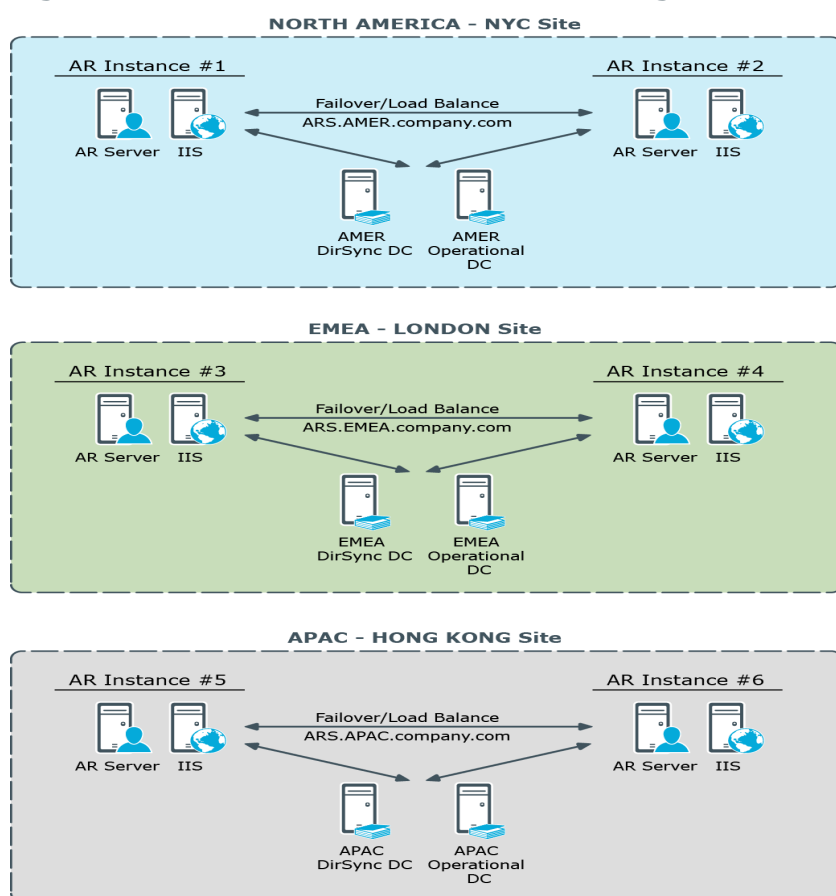 NORTH AMERICA - NYC Site
AR Instance #1
AR Instance #2
Failover/Load Balance
ARS.AMER.company.com
AR Server
IIS
AR Server
IIS
AMER
DirSync DC
AMER
Operational
DC
EMEA - LONDON Site
AR Instance #3
AR Instance #4
Failover/Load Balance
ARS.EMEA.company.com
AR Server
IIS
AR Server
IIS
EMEA
DirSync DC
EMEA
Operational
DC
APAC - HONG KONG Site
AR Instance #5
AR Instance #6
Failover/Load Balance
ARS.APAC.company.com
AR Server
IIS
AR Server
IIS
APAC
DirSync DC
APAC
Operational
DC